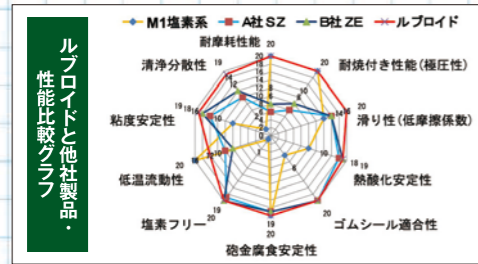 ルブロイドと他社製品・
性能比較グラフ
M1塩素系 A社 SZ B社 ZE ルブロイド
耐摩耗性能
清浄分散性
耐焼付き性能(極圧性)
粘度安定性
滑り性(低摩擦係数)
低温流動性
熱酸化安定性
塩素フリー
ゴムシール適合性
砲金腐食安定性